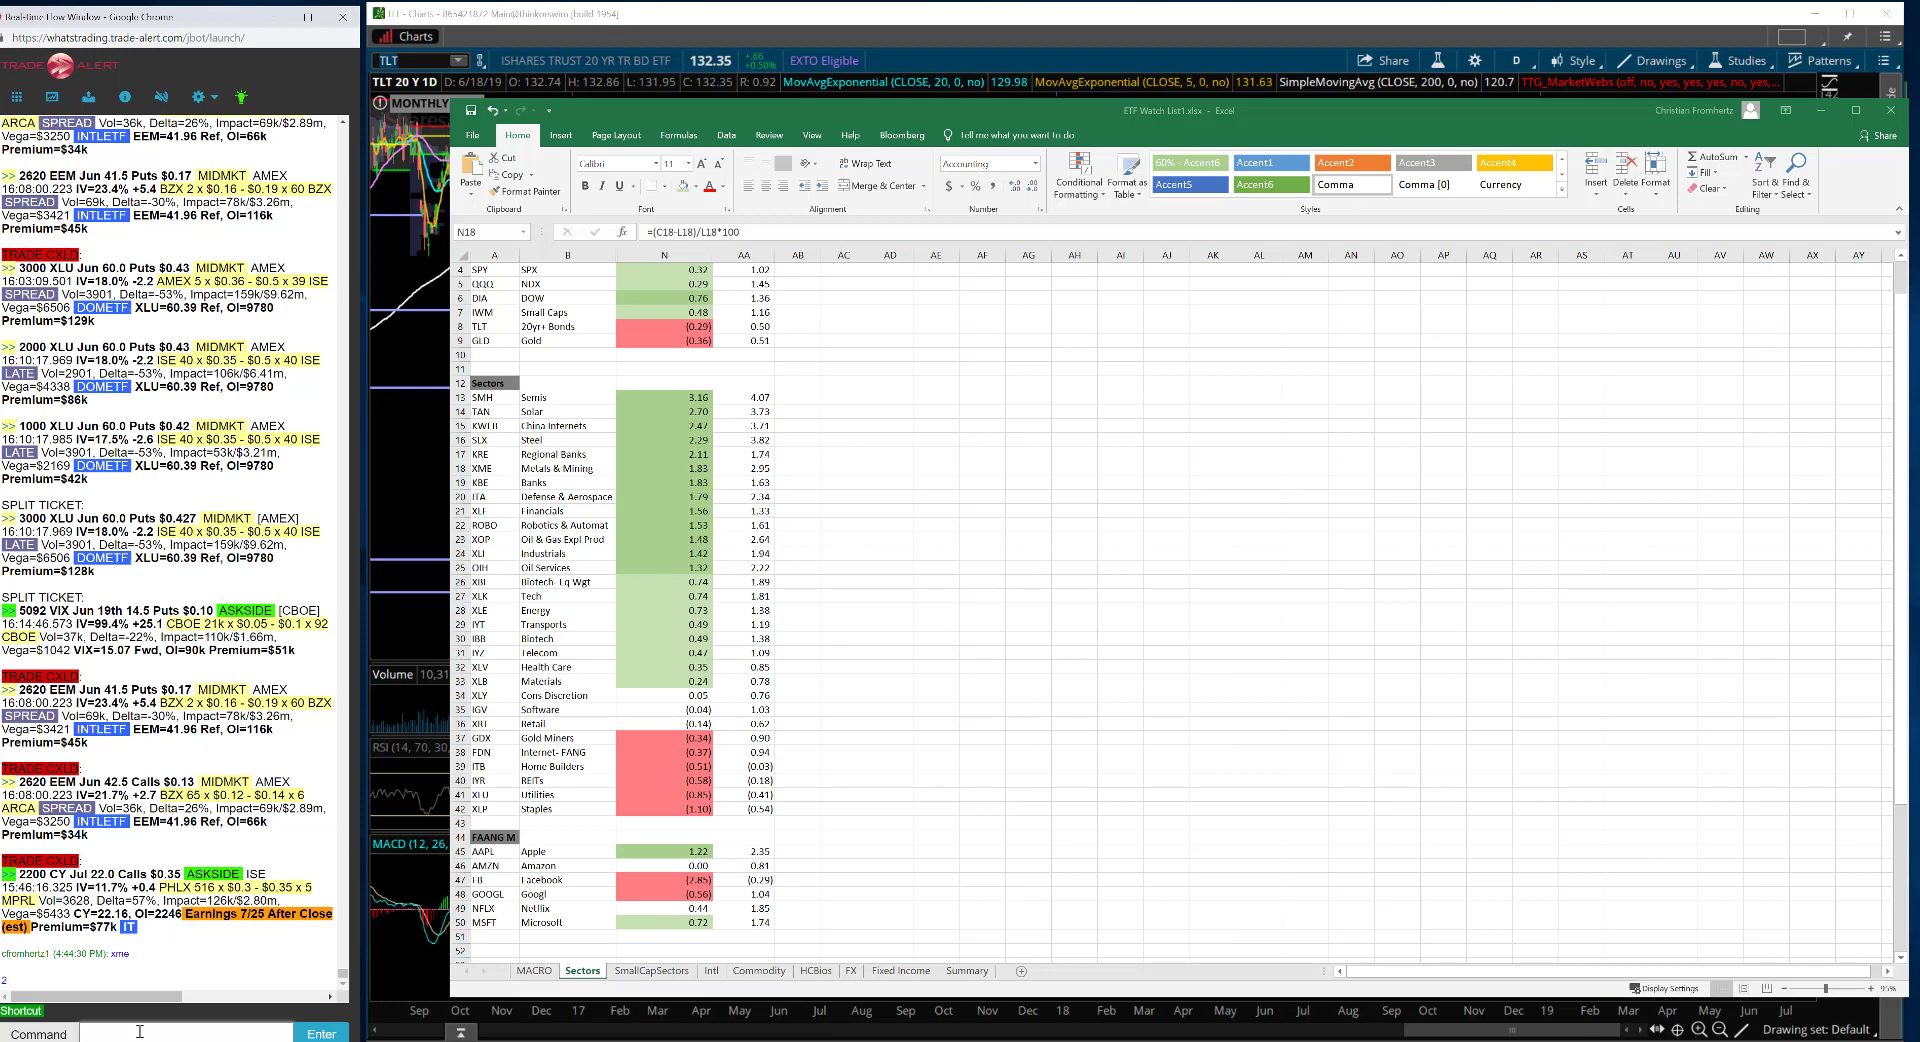 Real-time Flow Window - Google Chrome
https://whatstrading.trade-alert.com/jbot/launch/
TRADE ALERT
ARCA SPREAD Vol=36k, Delta=26%, Impact=69k/$2.89m,
Vega=$3250 INTLETF EEM=41.96 Ref, OI=66k
Premium=$34k
>> 2620 EEM Jun 41.5 Puts $0.17 MIDMKT AMEX
16:08:00.223 IV=23.4% +5.4 BZX 2 x $0.16 - $0.19 x 60 BZX
SPREAD Vol=69k, Delta=-30%, Impact=78k/$3.26m,
Vega=$3421 INTLETF EEM=41.96 Ref, OI=116k
Premium=$45k
TRADE CXLD:
>> 3000 XLU Jun 60.0 Puts $0.43 MIDMKT AMEX
16:03:09.501 IV=18.0% -2.2 AMEX 5 x $0.36 - $0.5 x 39 ISE
SPREAD Vol=3901, Delta=-53%, Impact=159k/$9.62m,
Vega=$6506 DOMETF XLU=60.39 Ref, OI=9780
Premium=$129k
>> 2000 XLU Jun 60.0 Puts $0.43 MIDMKT AMEX
16:10:17.969 IV=18.0% -2.2 ISE 40 x $0.35 - $0.5 x 40 ISE
LATE Vol=2901, Delta=-53%, Impact=106k/$6.41m,
Vega=$4338 DOMETF XLU=60.39 Ref, OI=9780
Premium=$86k
>> 1000 XLU Jun 60.0 Puts $0.42 MIDMKT AMEX
16:10:17.985 IV=17.5% -2.6 ISE 40 x $0.35 - $0.5 x 40 ISE
LATE Vol=3901, Delta=-53%, Impact=53k/$3.21m,
Vega=$2169 DOMETF XLU=60.39 Ref, OI=9780
Premium=$42k
SPLIT TICKET:
>> 3000 XLU Jun 60.0 Puts $0.427 MIDMKT [AMEX]
16:10:17.969 IV=18.0% -2.2 ISE 40 x $0.35 - $0.5 x 40 ISE
LATE Vol=3901, Delta=-53%, Impact=159k/$9.62m,
Vega=$6506 DOMETF XLU=60.39 Ref, OI=9780
Premium=$128k
SPLIT TICKET:
>> 5092 VIX Jun 19th 14.5 Puts $0.10 ASKSIDE [CBOE]
16:14:46.573 IV=99.4% +25.1 CBOE 21k x $0.05 - $0.1 x 92
CBOE Vol=37k, Delta=-22%, Impact=110k/$1.66m,
Vega=$1042 VIX=15.07 Fwd, OI=90k Premium=$51k
TRADE CXLD:
>> 2620 EEM Jun 41.5 Puts $0.17 MIDMKT AMEX
16:08:00.223 IV=23.4% +5.4 BZX 2 x $0.16 - $0.19 x 60 BZX
SPREAD Vol=69k, Delta=-30%, Impact=78k/$3.26m,
Vega=$3421 INTLETF EEM=41.96 Ref, OI=116k
Premium=$45k
TRADE CXLD:
>> 2620 EEM Jun 42.5 Calls $0.13 MIDMKT AMEX
16:08:00.223 IV=21.7% +2.7 BZX 65 x $0.12 - $0.14 x 6
ARCA SPREAD Vol=36k, Delta=26%, Impact=69k/$2.89m,
Vega=$3250 INTLETF EEM=41.96 Ref, OI=66k
Premium=$34k
TRADE CXLD:
>> 2200 CY Jul 22.0 Calls $0.35 ASKSIDE ISE
15:46:16.325 IV=11.7% +0.4 PHLX 516 x $0.3 - $0.35 x 5
MPRL Vol=3628, Delta=57%, Impact=126k/$2.80m,
Vega=$5433 CY=22.16, OI=2246 Earnings 7/25 After Close
(est) Premium=$77k IT
cfromhertz1 (4:44:30 PM): xme
2
Shortcut
Command Enter
TLT - Charts - 865421872 Main@thinkorswim [build 1954]
Charts
TLT ISHARES TRUST 20 YR TR BD ETF 132.35 +.66 +0.50% EXTO Eligible Share Style Drawings Studies Patterns
TLT 20 Y 1D D: 6/18/19 O: 132.74 H: 132.86 L: 131.95 C: 132.35 R: 0.92 MovAvgExponential (CLOSE, 20, 0, no) 129.98 MovAvgExponential (CLOSE, 5, 0, no) 131.63 SimpleMovingAvg (CLOSE, 200, 0, no) 120.7 TTG_MarketWebs (off, no, yes, yes, yes, no, yes,...
MONTHLY
ETF Watch List1.xlsx - Excel Christian Fromhertz
File Home Insert Page Layout Formulas Data Review View Help Bloomberg Tell me what you want to do Share
Paste Cut Copy Format Painter Calibri 11 Wrap Text Merge & Center Accounting Conditional Formatting Format as Table
60% - Accent6 Accent1 Accent2 Accent3 Accent4
Accent5 Accent6 Comma Comma [0] Currency
Insert Delete Format AutoSum Fill Clear Sort & Filter Find & Select
Clipboard Font Alignment Number Styles Cells Editing
N18 =(C18-L18)/L18*100
A B N AA AB AC AD AE AF AG AH AI AJ AK AL AM AN AO AP AQ AR AS AT AU AV AW AX AY
4 SPY SPX 0.32 1.02
5 QQQ NDX 0.29 1.45
6 DIA DOW 0.76 1.36
7 IWM Small Caps 0.48 1.16
8 TLT 20yr+ Bonds (0.29) 0.50
9 GLD Gold (0.36) 0.51
10
11
12 Sectors
13 SMH Semis 3.16 4.07
14 TAN Solar 2.70 3.73
15 KWEB China Internets 2.47 3.71
16 SLX Steel 2.29 3.82
17 KRE Regional Banks 2.11 1.74
18 XME Metals & Mining 1.83 2.95
19 KBE Banks 1.83 1.63
20 ITA Defense & Aerospace 1.79 2.34
21 XLF Financials 1.56 1.33
22 ROBO Robotics & Automat 1.53 1.61
23 XOP Oil & Gas Expl Prod 1.48 2.64
24 XLI Industrials 1.42 1.94
25 OIH Oil Services 1.32 2.22
26 XBI Biotech- Eq Wgt 0.74 1.89
27 XLK Tech 0.74 1.81
28 XLE Energy 0.73 1.38
29 IYT Transports 0.49 1.19
30 IBB Biotech 0.49 1.38
31 IYZ Telecom 0.47 1.09
32 XLV Health Care 0.35 0.85
33 XLB Materials 0.24 0.78
34 XLY Cons Discretion 0.05 0.76
35 IGV Software (0.04) 1.03
36 XRT Retail (0.14) 0.62
37 GDX Gold Miners (0.34) 0.90
38 FDN Internet- FANG (0.37) 0.94
39 ITB Home Builders (0.51) (0.03)
40 IYR REITs (0.58) (0.18)
41 XLU Utilities (0.85) (0.41)
42 XLP Staples (1.10) (0.54)
43
44 FAANG M
45 AAPL Apple 1.22 2.35
46 AMZN Amazon 0.00 0.81
47 FB Facebook (2.85) (0.29)
48 GOOGL Googl (0.56) 1.04
49 NFLX Netflix 0.44 1.85
50 MSFT Microsoft 0.72 1.74
51
52
MACRO Sectors SmallCapSectors Intl Commodity HCBios FX Fixed Income Summary
Display Settings 95%
Volume 10,31
RSI (14, 70, 30,
MACD (12, 26,
Sep Oct Nov Dec 17 Feb Mar Apr May Jun Jul Aug Sep Oct Nov Dec 18 Feb Mar Apr May Jun Jul Aug Sep Oct Nov Dec 19 Feb Mar Apr May Jun Jul
Drawing set: Default